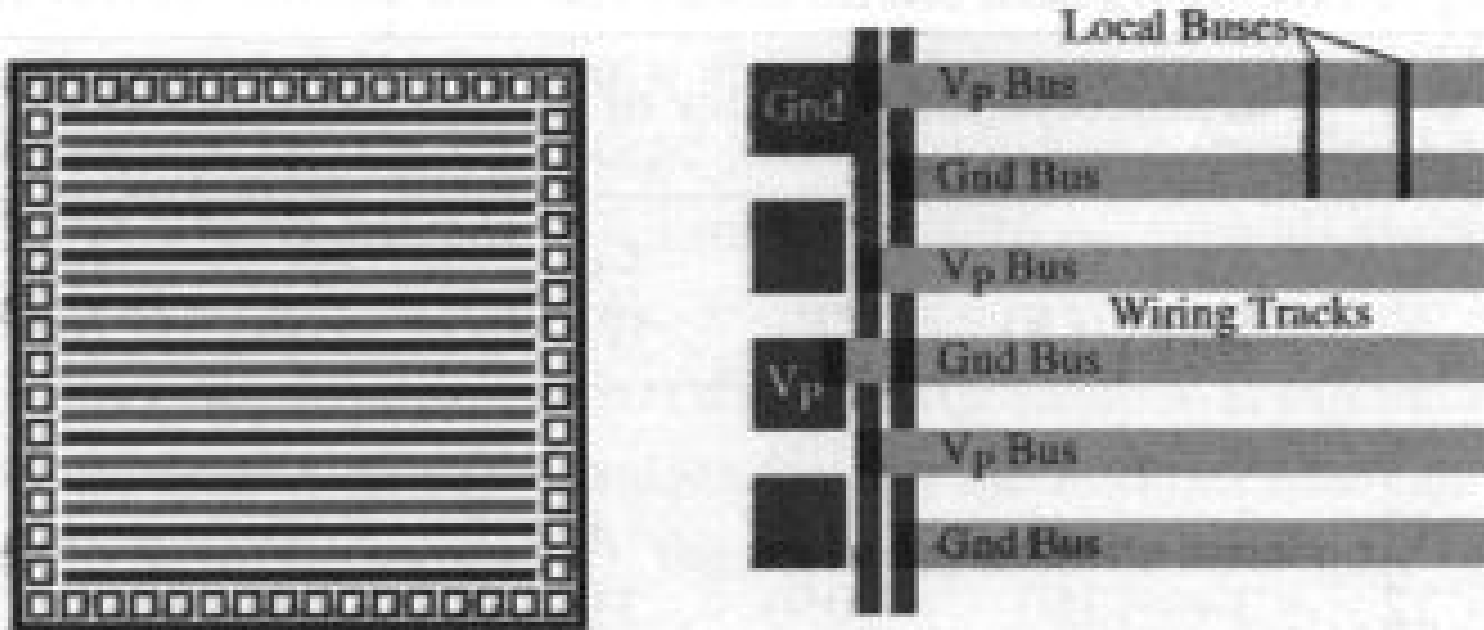 Local Buses
Gnd
Vp Bus
Gnd Bus
Vp Bus
Wiring Tracks
Vp
Gnd Bus
Vp Bus
Gnd Bus